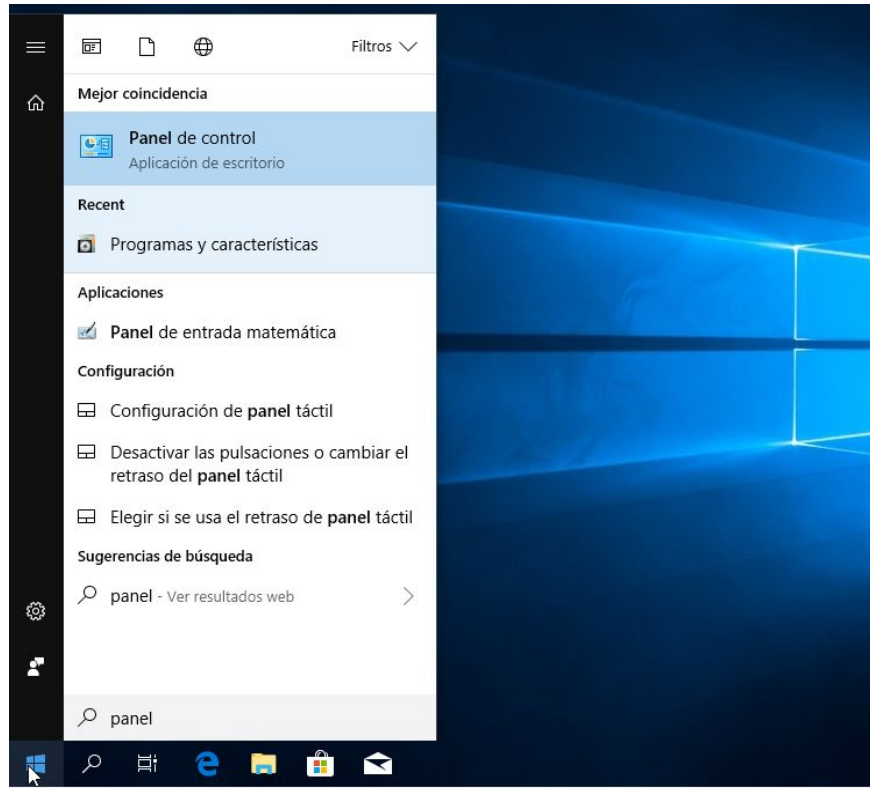 Filtros
Mejor coincidencia
Panel de control
Aplicación de escritorio
Recent
Programas y características
Aplicaciones
Panel de entrada matemática
Configuración
Configuración de panel táctil
Desactivar las pulsaciones o cambiar el
retraso del panel táctil
Elegir si se usa el retraso de panel táctil
Sugerencias de búsqueda
panel - Ver resultados web
panel